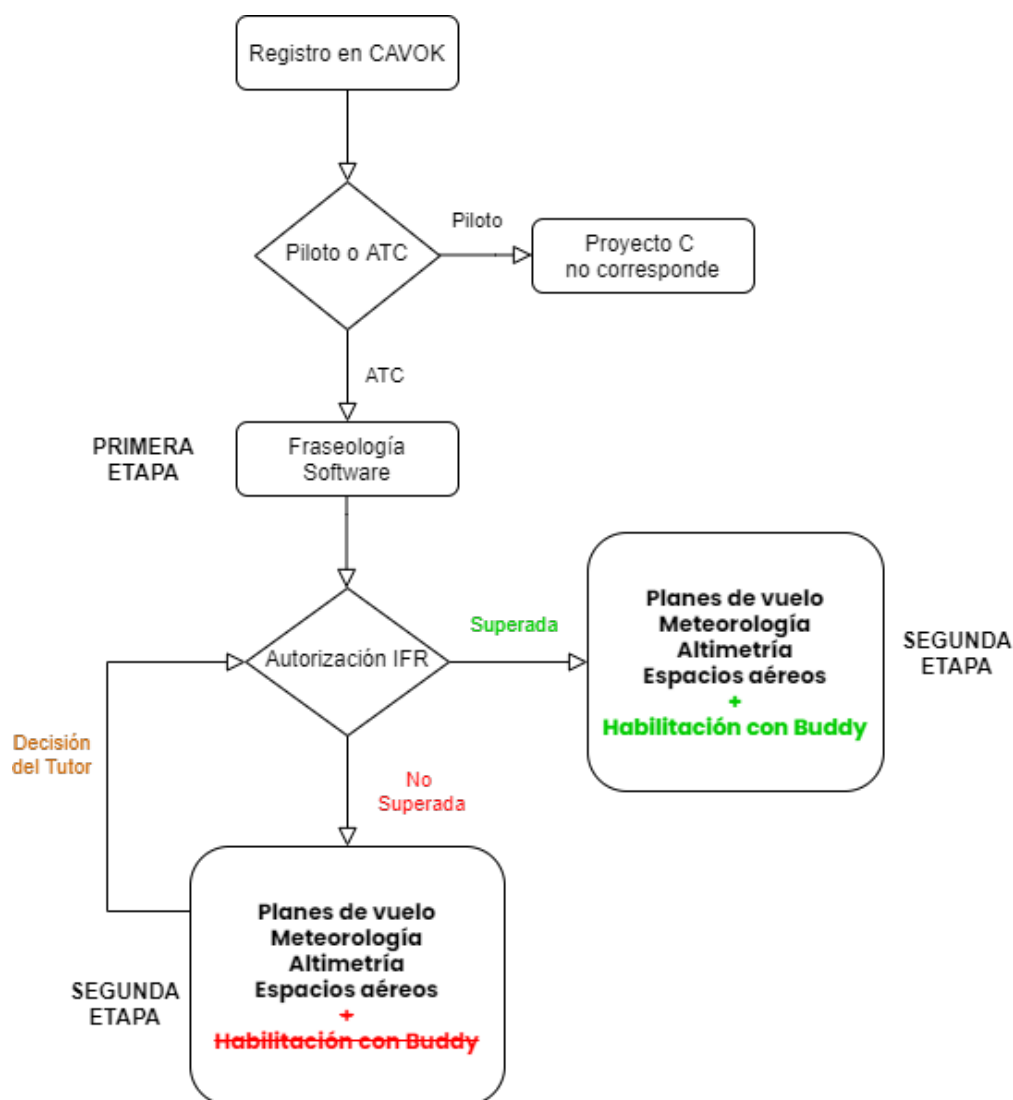 Registro en CAVOK
Piloto o ATC
Piloto
Proyecto C
no corresponde
ATC
PRIMERA
ETAPA
Fraseología
Software
Autorización IFR
Superada
Planes de vuelo
Meteorología
Altimetría
Espacios aéreos
+
Habilitación con Buddy
SEGUNDA
ETAPA
Decisión
del Tutor
No
Superada
Planes de vuelo
Meteorología
Altimetría
Espacios aéreos
+
Habilitación con Buddy
SEGUNDA
ETAPA